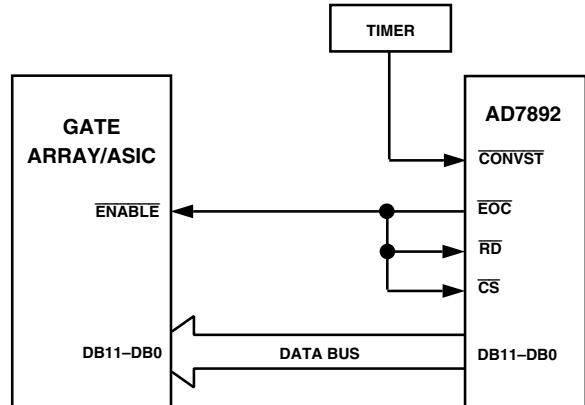 TIMER
GATE
ARRAY/ASIC
ENABLE
DB11–DB0
DATA BUS
AD7892
CONVST
EOC
RD
CS
DB11–DB0